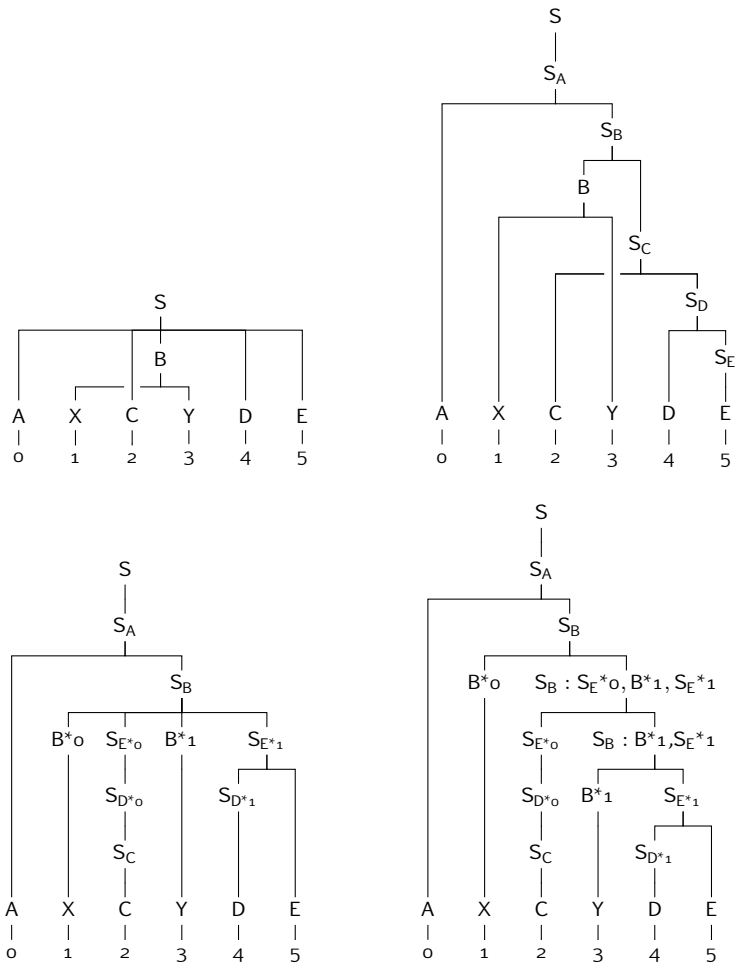 S
S_A
S_B
B
S_C
S_D
S_E
A X C Y D E
0 1 2 3 4 5
S
B
A X C Y D E
0 1 2 3 4 5
S
S_A
S_B
B*0 S_E*0 B*1 S_E*1
S_D*0 S_D*1
S_C
A X C Y D E
0 1 2 3 4 5
S
S_A
S_B
B*0 S_B : S_E*0, B*1, S_E*1
S_E*0 S_B : B*1,S_E*1
S_D*0 B*1 S_E*1
S_C S_D*1
A X C Y D E
0 1 2 3 4 5